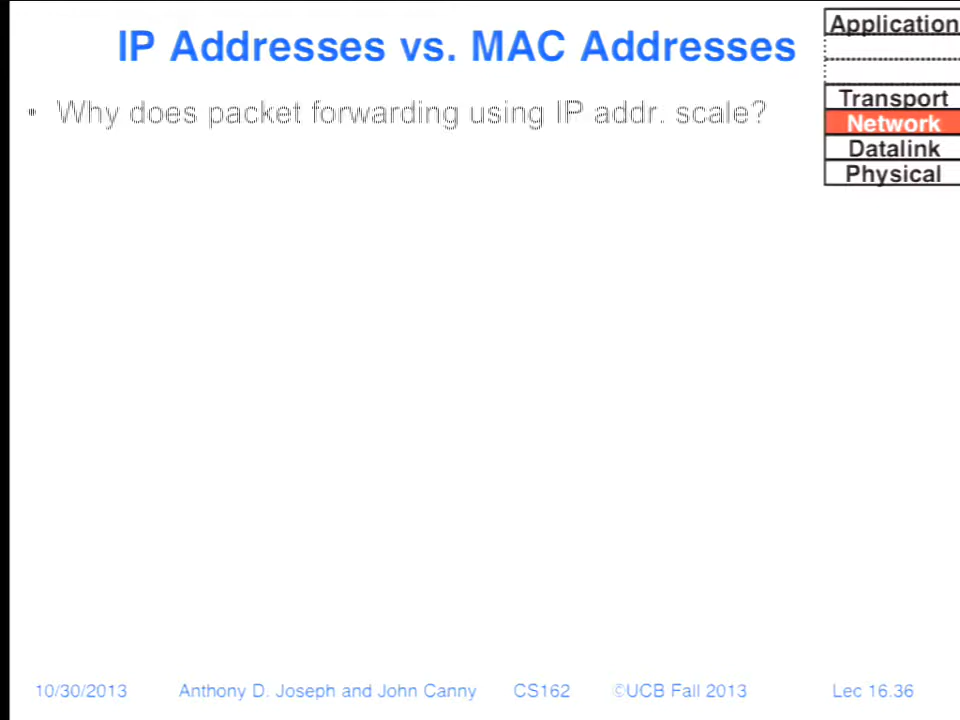 IP Addresses vs. MAC Addresses
• Why does packet forwarding using IP addr. scale?
Application
Transport
Network
Datalink
Physical
10/30/2013 Anthony D. Joseph and John Canny CS162 ©UCB Fall 2013 Lec 16.36